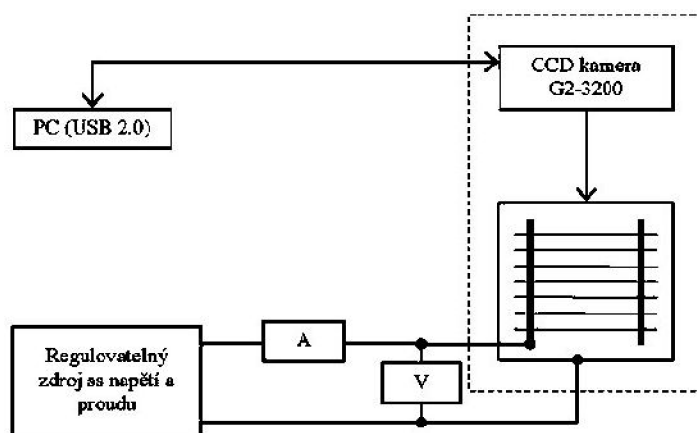 CCD kamera
G2-3200
PC (USB 2.0)
A
V
Regulovatelný
zdroj ss napětí a
proudu